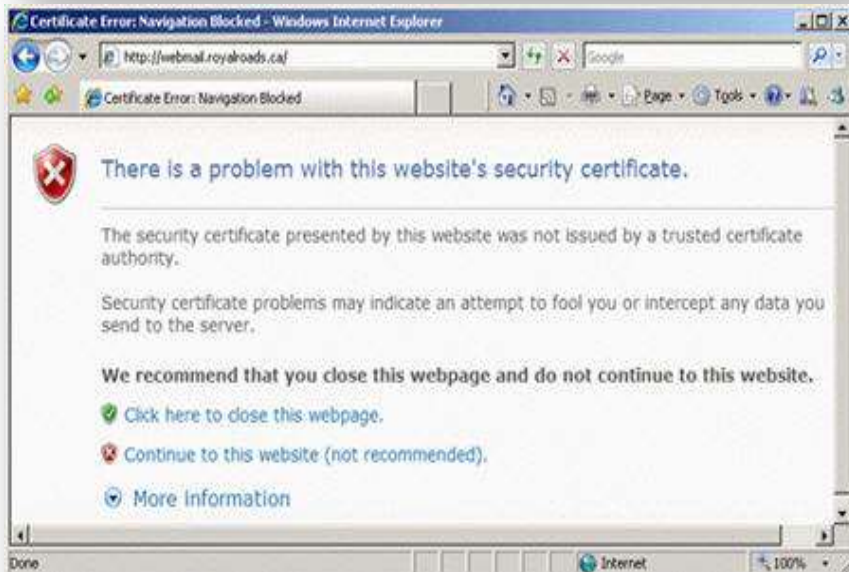 Certificate Error: Navigation Blocked - Windows Internet Explorer
http://webmail.royalroads.ca/
Google
Certificate Error: Navigation Blocked
Page
Tools
There is a problem with this website's security certificate.
The security certificate presented by this website was not issued by a trusted certificate
authority.
Security certificate problems may indicate an attempt to fool you or intercept any data you
send to the server.
We recommend that you close this webpage and do not continue to this website.
Click here to close this webpage.
Continue to this website (not recommended).
More information
Done
Internet
100%